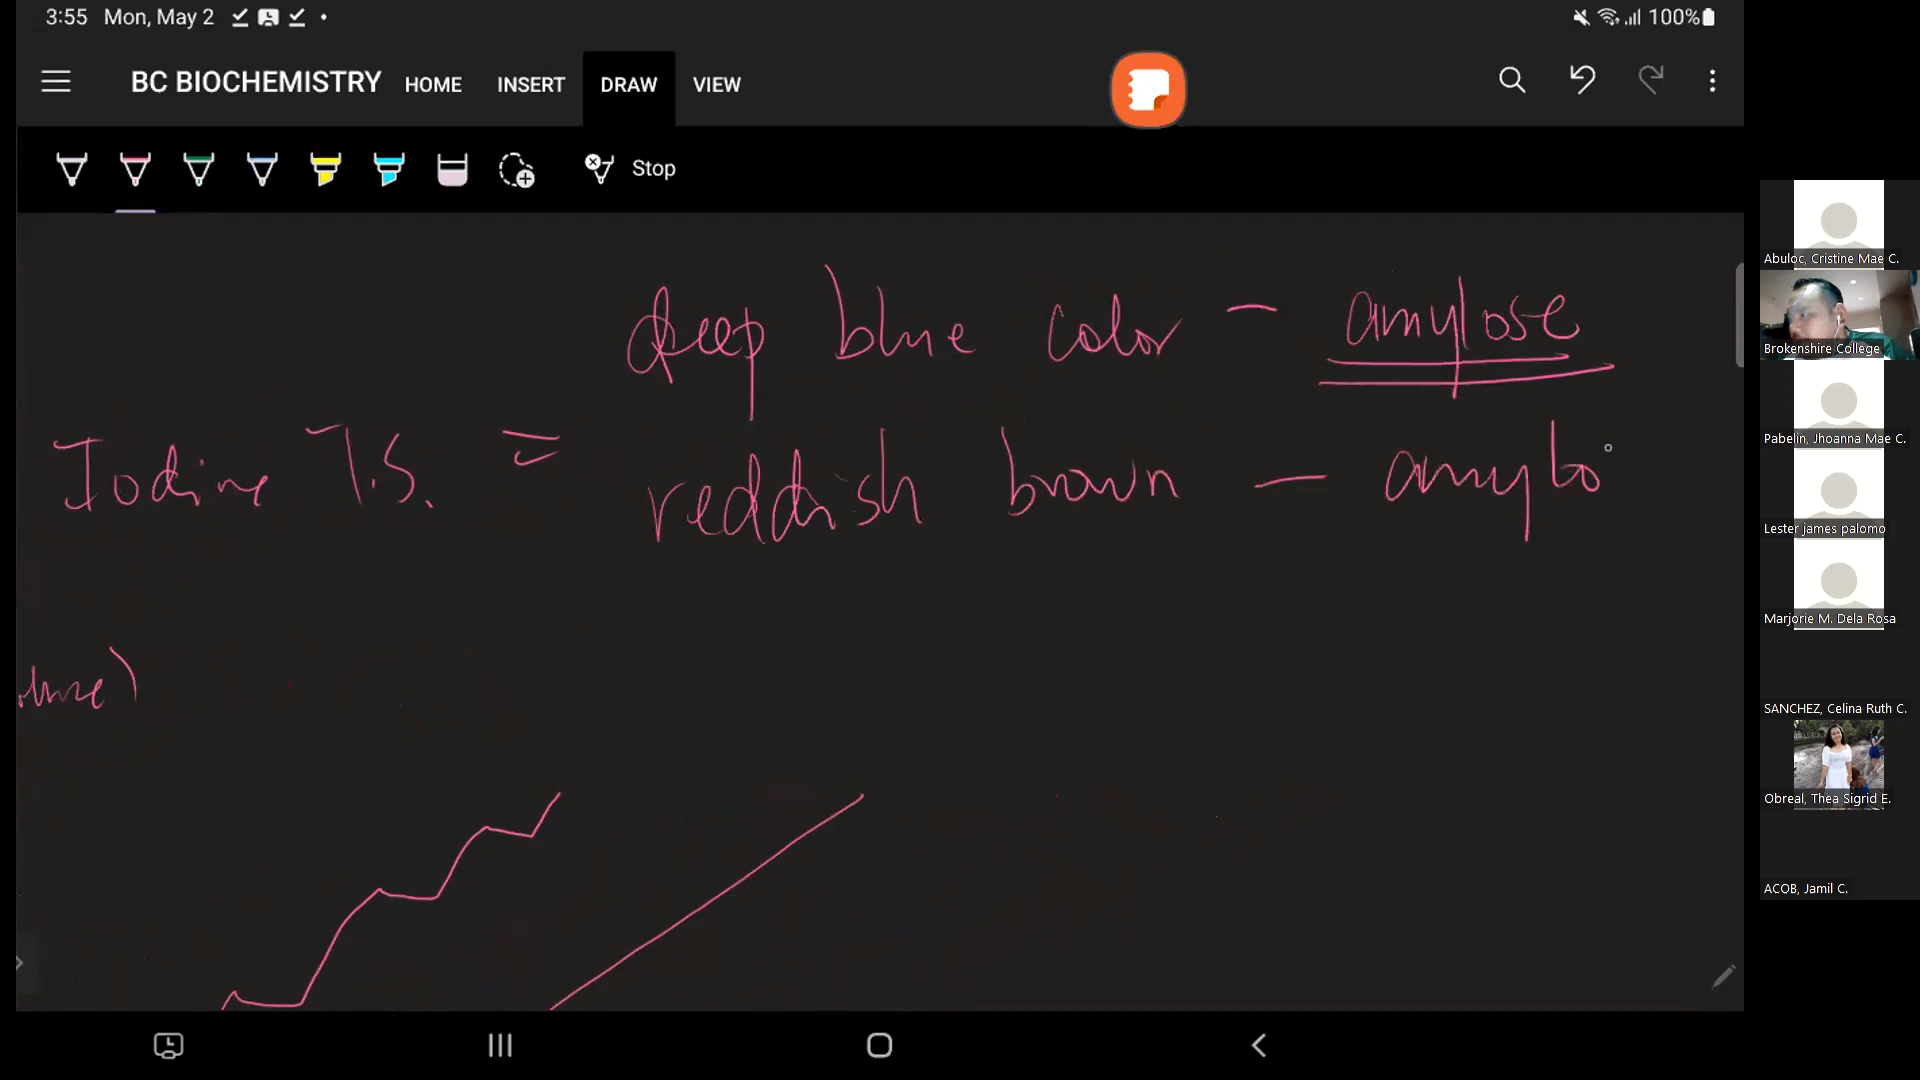 3:55 Mon, May 2
100%
BC BIOCHEMISTRY HOME INSERT DRAW VIEW
Stop
deep blue color - amylose
Iodine T.S. = reddish brown - amylo
Abuloc, Cristine Mae C.
Brokenshire College
Pabelin, Jhoanna Mae C.
Lester james palomo
Marjorie M. Dela Rosa
SANCHEZ, Celina Ruth C.
Obreal, Thea Sigrid E.
ACOB, Jamil C.